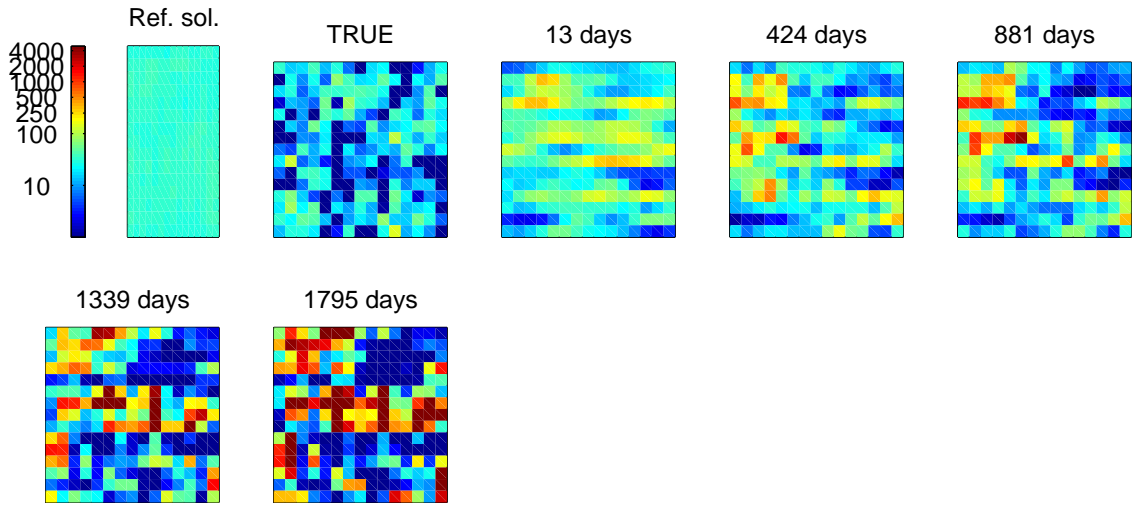 Ref. sol.
TRUE
13 days
424 days
881 days
4000
2000
1000
500
250
100
10
1339 days
1795 days